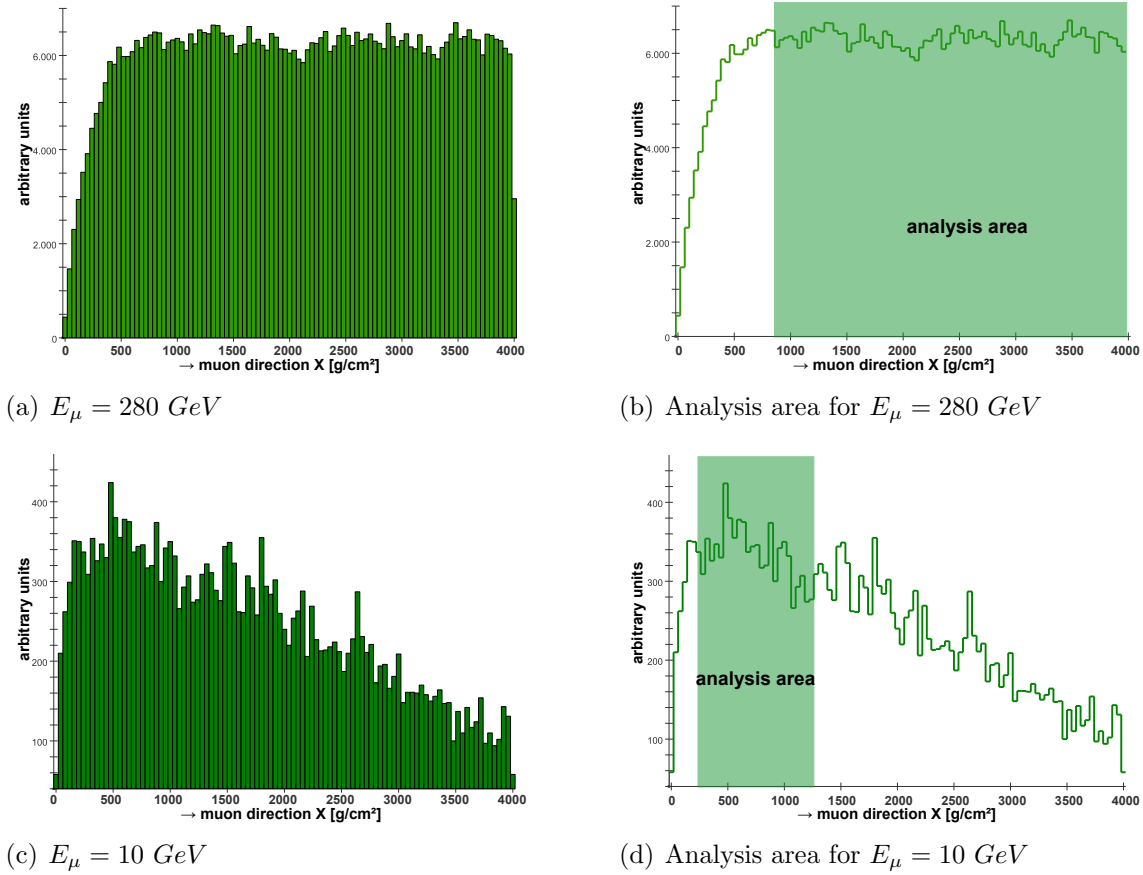 arbitrary units
6.000
4.000
2.000
0
0 500 1000 1500 2000 2500 3000 3500 4000
→ muon direction X [g/cm²]
(a) E_μ = 280 GeV
arbitrary units
6.000
4.000
2.000
0
analysis area
0 500 1000 1500 2000 2500 3000 3500 4000
→ muon direction X [g/cm²]
(b) Analysis area for E_μ = 280 GeV
arbitrary units
400
300
200
100
0 500 1000 1500 2000 2500 3000 3500 4000
→ muon direction X [g/cm²]
(c) E_μ = 10 GeV
arbitrary units
400
300
200
100
analysis area
0 500 1000 1500 2000 2500 3000 3500 4000
→ muon direction X [g/cm²]
(d) Analysis area for E_μ = 10 GeV